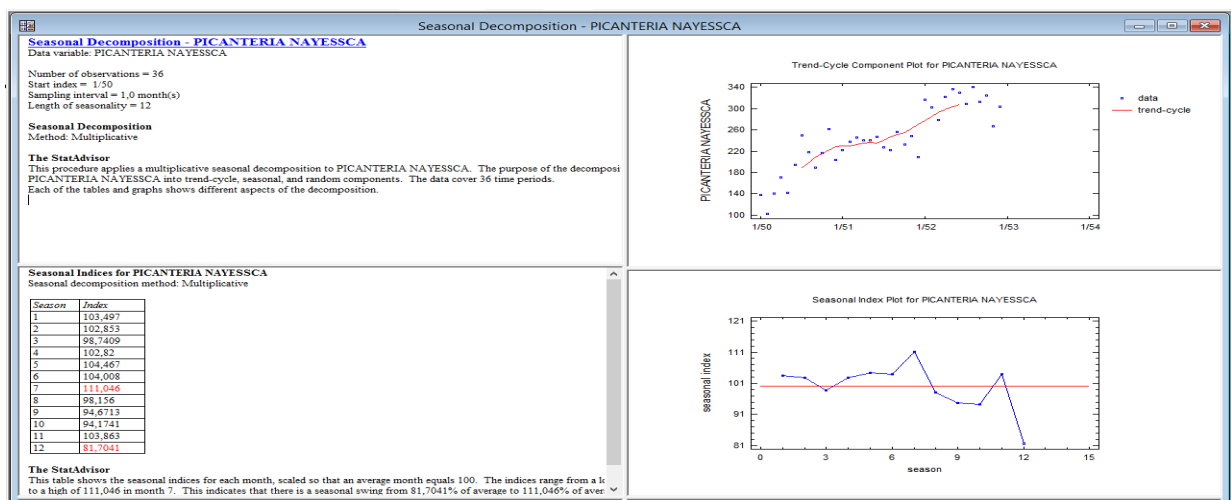 Seasonal Decomposition - PICANTERIA NAYESSCA
Seasonal Decomposition - PICANTERIA NAYESSCA
Data variable: PICANTERIA NAYESSCA
Number of observations = 36
Start index = 1/50
Sampling interval = 1,0 month(s)
Length of seasonality = 12
Seasonal Decomposition
Method: Multiplicative
The StatAdvisor
This procedure applies a multiplicative seasonal decomposition to PICANTERIA NAYESSCA. The purpose of the decomposi
PICANTERIA NAYESSCA into trend-cycle, seasonal, and random components. The data cover 36 time periods.
Each of the tables and graphs shows different aspects of the decomposition.
Trend-Cycle Component Plot for PICANTERIA NAYESSCA
PICANTERIA NAYESSCA
340
300
260
220
180
140
100
1/50 1/51 1/52 1/53 1/54
data
trend-cycle
Seasonal Indices for PICANTERIA NAYESSCA
Seasonal decomposition method: Multiplicative
Season Index
1 103,497
2 102,853
3 98,7409
4 102,82
5 104,467
6 104,008
7 111,046
8 98,156
9 94,6713
10 94,1741
11 103,863
12 81,7041
The StatAdvisor
This table shows the seasonal indices for each month, scaled so that an average month equals 100. The indices range from a lo
to a high of 111,046 in month 7. This indicates that there is a seasonal swing from 81,7041% of average to 111,046% of aver
Seasonal Index Plot for PICANTERIA NAYESSCA
seasonal index
121
111
101
91
81
0 3 6 9 12 15
season